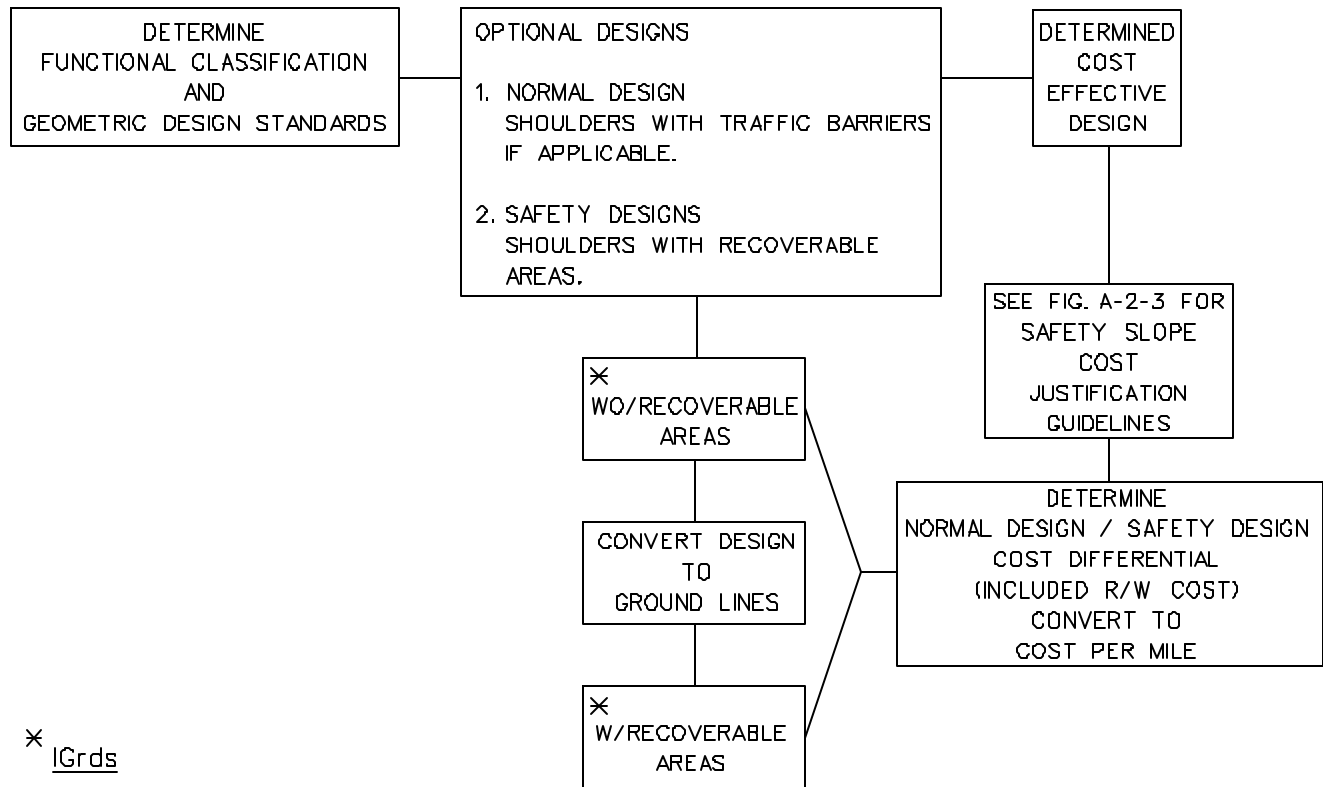 DETERMINE
FUNCTIONAL CLASSIFICATION
AND
GEOMETRIC DESIGN STANDARDS
OPTIONAL DESIGNS
1. NORMAL DESIGN
SHOULDERS WITH TRAFFIC BARRIERS
IF APPLICABLE.
2. SAFETY DESIGNS
SHOULDERS WITH RECOVERABLE
AREAS.
DETERMINED
COST
EFFECTIVE
DESIGN
SEE FIG. A-2-3 FOR
SAFETY SLOPE
COST
JUSTIFICATION
GUIDELINES
*
WO/RECOVERABLE
AREAS
CONVERT DESIGN
TO
GROUND LINES
*
W/RECOVERABLE
AREAS
DETERMINE
NORMAL DESIGN / SAFETY DESIGN
COST DIFFERENTIAL
(INCLUDED R/W COST)
CONVERT TO
COST PER MILE
* IGrds